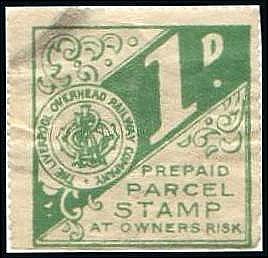 1D.
THE LIVERPOOL OVERHEAD RAILWAY COMPANY
PREPAID
PARCEL
STAMP
AT OWNERS RISK